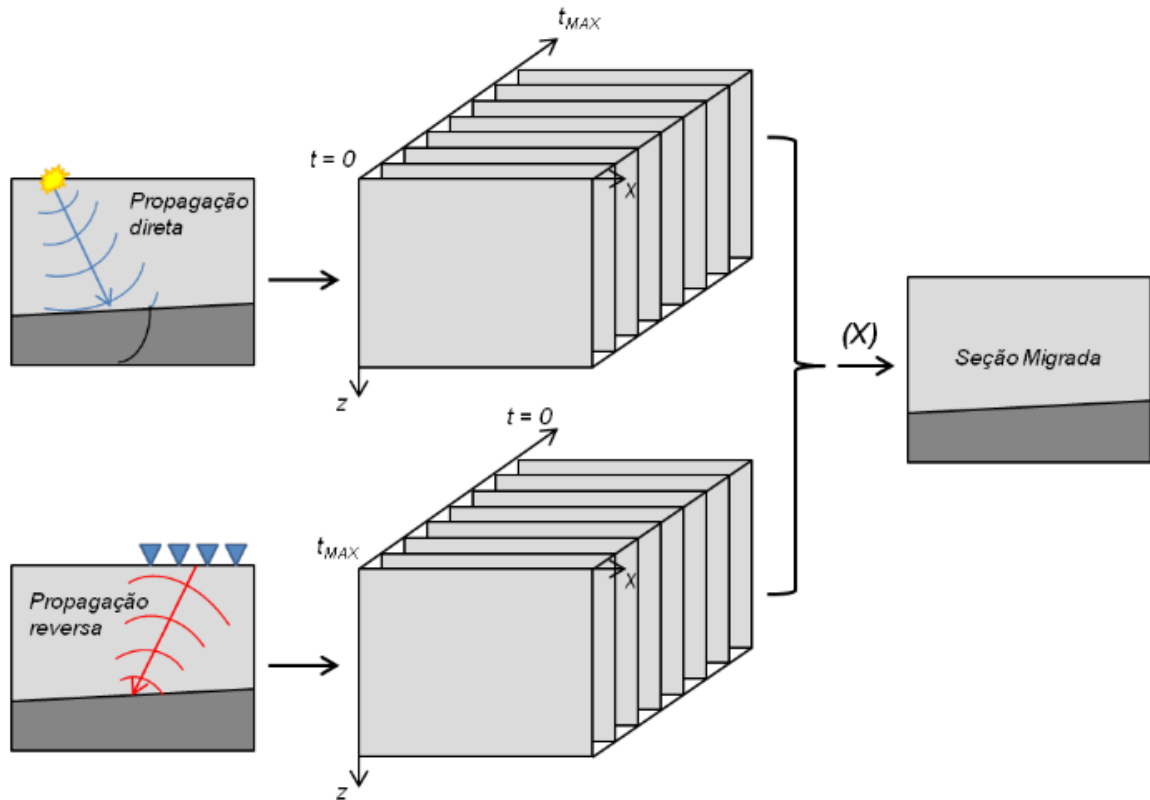 t_MAX
t = 0
X
Propagação
direta
z
(X)
Seção Migrada
t = 0
t_MAX
X
Propagação
reversa
z